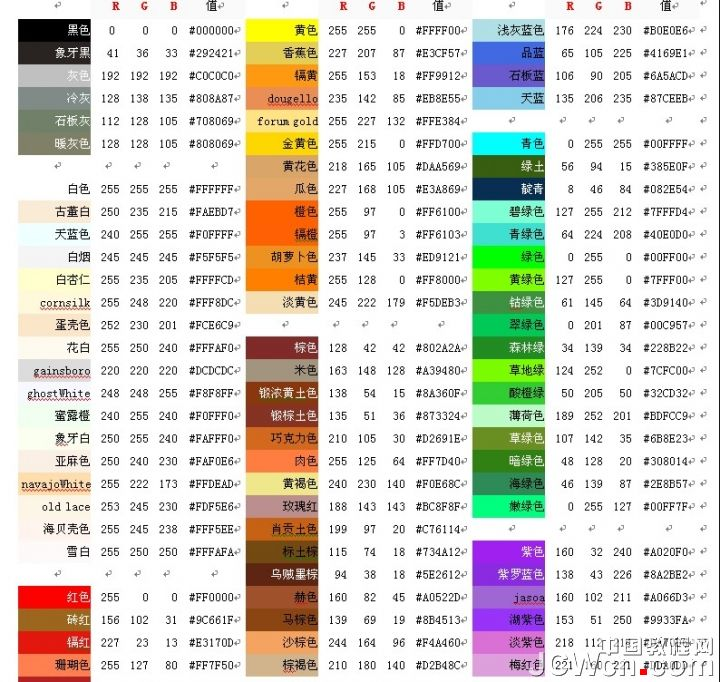 R G B 值 R G B 值 R G B 值
黑色 0 0 0 #000000 黄色 255 255 0 #FFFF00 浅灰蓝色 176 224 230 #B0E0E6
象牙黑 41 36 33 #292421 香蕉色 227 207 87 #E3CF57 品蓝 65 105 225 #4169E1
灰色 192 192 192 #C0C0C0 镉黄 255 153 18 #FF9912 石板蓝 106 90 205 #6A5ACD
冷灰 128 138 135 #808A87 dougello 235 142 85 #EB8E55 天蓝 135 206 235 #87CEEB
石板灰 112 128 105 #708069 forum gold 255 227 132 #FFE384
暖灰色 128 128 105 #808069 金黄色 255 215 0 #FFD700 青色 0 255 255 #00FFFF
黄花色 218 165 105 #DAA569 绿土 56 94 15 #385E0F
白色 255 255 255 #FFFFFF 瓜色 227 168 105 #E3A869 靛青 8 46 84 #082E54
古董白 250 235 215 #FAEBD7 橙色 255 97 0 #FF6100 碧绿色 127 255 212 #7FFFD4
天蓝色 240 255 255 #F0FFFF 镉橙 255 97 3 #FF6103 青绿色 64 224 208 #40E0D0
白烟 245 245 245 #F5F5F5 胡萝卜色 237 145 33 #ED9121 绿色 0 255 0 #00FF00
白杏仁 255 235 205 #FFFFCD 桔黄 255 128 0 #FF8000 黄绿色 127 255 0 #7FFF00
cornsilk 255 248 220 #FFF8DC 淡黄色 245 222 179 #F5DEB3 钴绿色 61 145 64 #3D9140
蛋壳色 252 230 201 #FCE6C9 翠绿色 0 201 87 #00C957
花白 255 250 240 #FFFAF0 棕色 128 42 42 #802A2A 森林绿 34 139 34 #228B22
gainsboro 220 220 220 #DCDCDC 米色 163 148 128 #A39480 草地绿 124 252 0 #7CFC00
ghostWhite 248 248 255 #F8F8FF 锻浓黄土色 138 54 15 #8A360F 酸橙绿 50 205 50 #32CD32
蜜露橙 240 255 240 #F0FFF0 锻棕土色 135 51 36 #873324 薄荷色 189 252 201 #BDFCC9
象牙白 250 255 240 #FAFFF0 巧克力色 210 105 30 #D2691E 草绿色 107 142 35 #6B8E23
亚麻色 250 240 230 #FAF0E6 肉色 255 125 64 #FF7D40 暗绿色 48 128 20 #308014
navajoWhite 255 222 173 #FFDEAD 黄褐色 240 230 140 #F0E68C 海绿色 46 139 87 #2E8B57
old lace 253 245 230 #FDF5E6 玫瑰红 188 143 143 #BC8F8F 嫩绿色 0 255 127 #00FF7F
海贝壳色 255 245 238 #FFF5EE 肖贡土色 199 97 20 #C76114
雪白 255 250 250 #FFFAFA 标土棕 115 74 18 #734A12 紫色 160 32 240 #A020F0
乌贼墨棕 94 38 18 #5E2612 紫罗蓝色 138 43 226 #8A2BE2
红色 255 0 0 #FF0000 赫色 160 82 45 #A0522D jasoa 160 102 211 #A066D3
砖红 156 102 31 #9C661F 马棕色 139 69 19 #8B4513 湖紫色 153 51 250 #9933FA
镉红 227 23 13 #E3170D 沙棕色 244 164 96 #F4A460 淡紫色 218 112
珊瑚色 255 127 80 #FF7F50 棕褐色 210 180 140 #D2B48C 梅红色
中国教程网
JCWcn.com